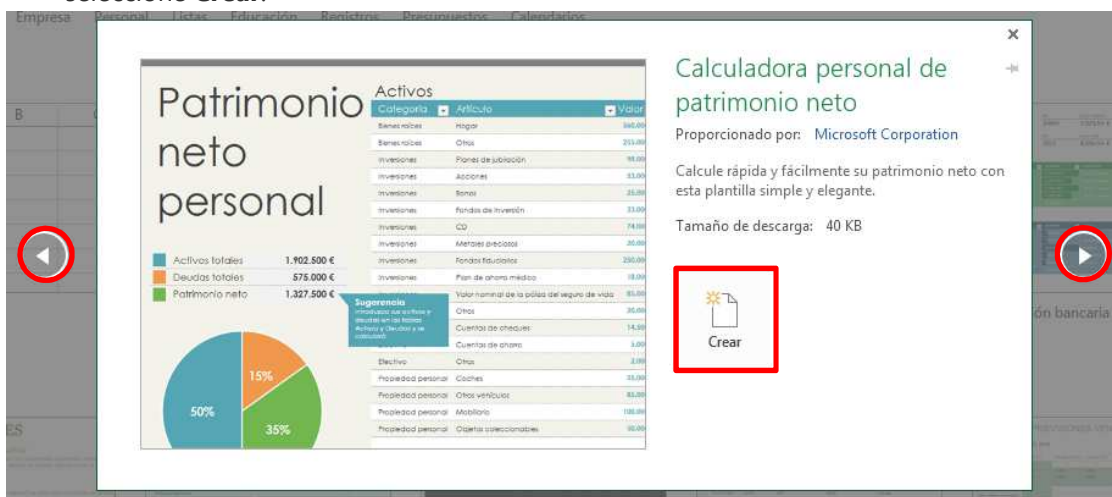 seleccione Crear.
Empresa Personal Listas Educación Registros Presupuestos Calendarios
B
Patrimonio
neto
personal
Activos totales 1.902.500 €
Deudas totales 575.000 €
Patrimonio neto 1.327.500 €
Sugerencia
15%
50%
35%
Activos
Categoría Artículo Valor
Bienes raíces Hogar
Bienes raíces Otros
Inversiones Planes de jubilación
Inversiones Acciones
Inversiones Bonos
Inversiones Fondos de inversión
Inversiones CD
Inversiones Metales preciosos
Inversiones Fondos fiduciarios
Inversiones Plan de ahorro médico
Valor nominal de la póliza del seguro de vida
Otros
Cuentas de cheques
Cuentas de ahorro
Efectivo Otros
Propiedad personal Coches
Propiedad personal Otros vehículos
Propiedad personal Mobiliario
Propiedad personal Objetos coleccionables
Calculadora personal de
patrimonio neto
Proporcionado por: Microsoft Corporation
Calcule rápida y fácilmente su patrimonio neto con
esta plantilla simple y elegante.
Tamaño de descarga: 40 KB
Crear
ón bancaria
ES